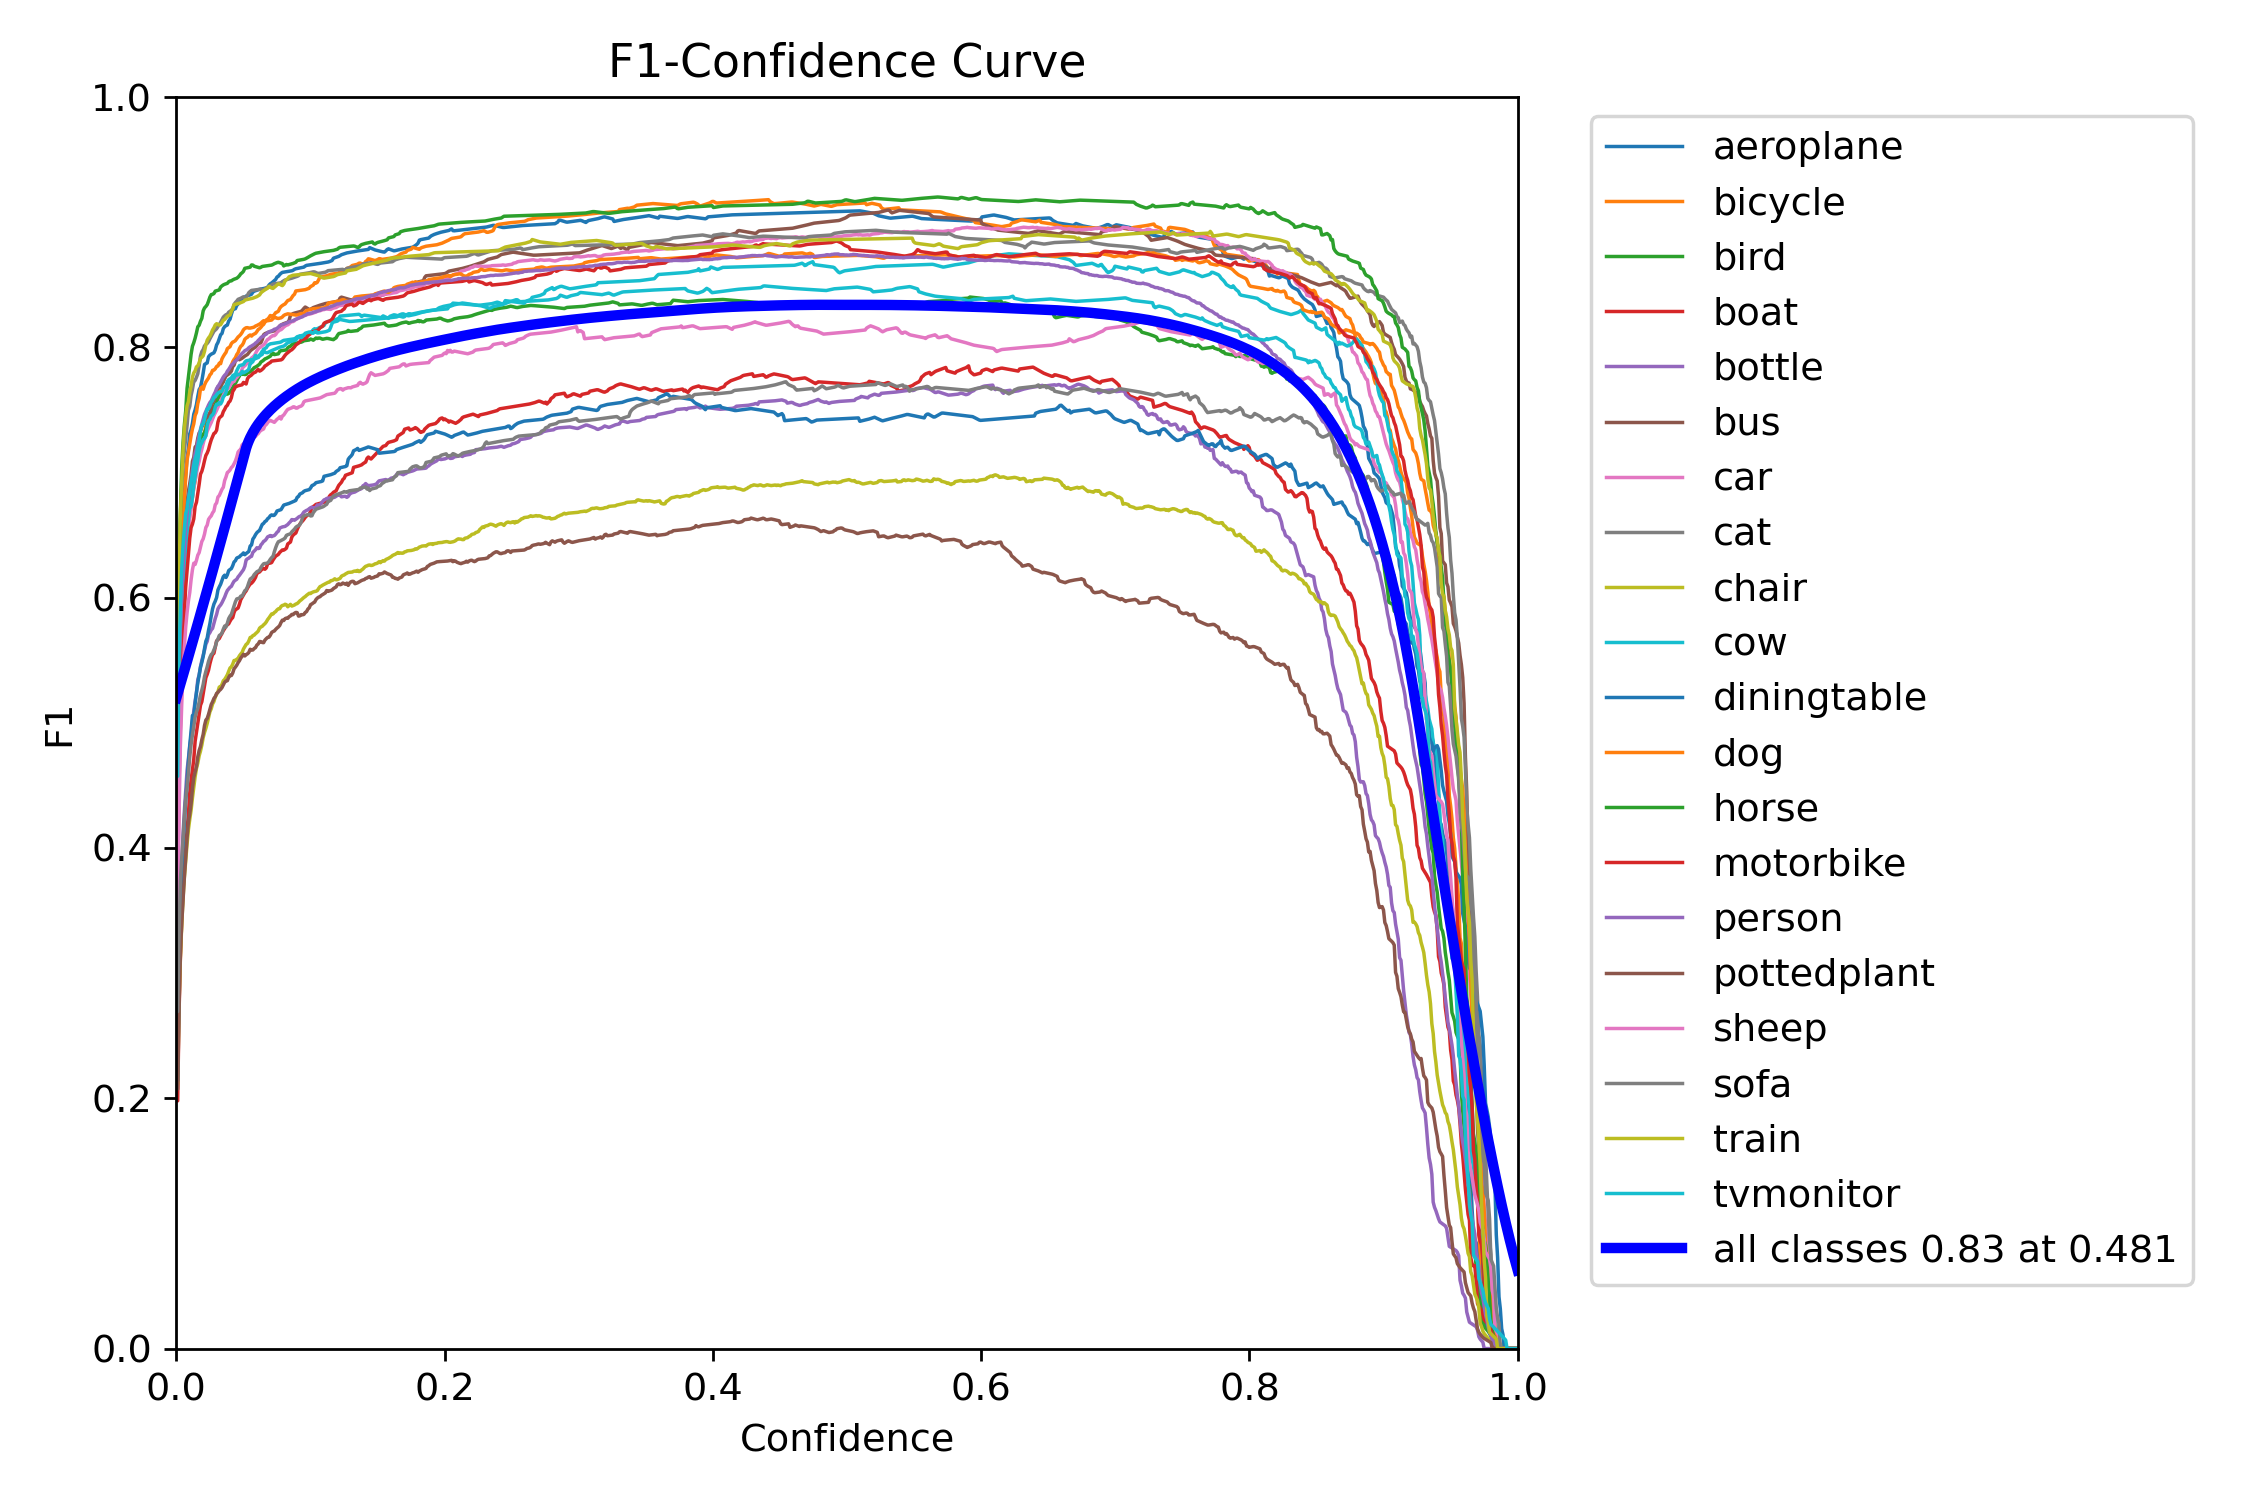 F1-Confidence Curve
1.0
0.8
0.6
0.4
0.2
0.0
F1
0.0 0.2 0.4 0.6 0.8 1.0
Confidence
aeroplane
bicycle
bird
boat
bottle
bus
car
cat
chair
cow
diningtable
dog
horse
motorbike
person
pottedplant
sheep
sofa
train
tvmonitor
all classes 0.83 at 0.481